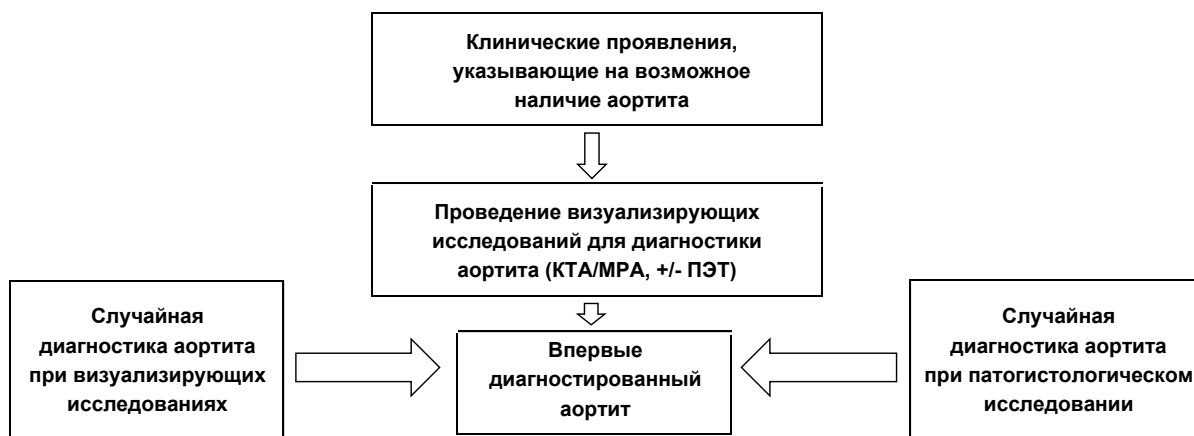 Клинические проявления,
указывающие на возможное
наличие аортита
Проведение визуализирующих
исследований для диагностики
аортита (КТА/МРА, +/- ПЭТ)
Случайная
диагностика аортита
при визуализирующих
исследованиях
Впервые
диагностированный
аортит
Случайная
диагностика аортита
при патогистологическом
исследовании